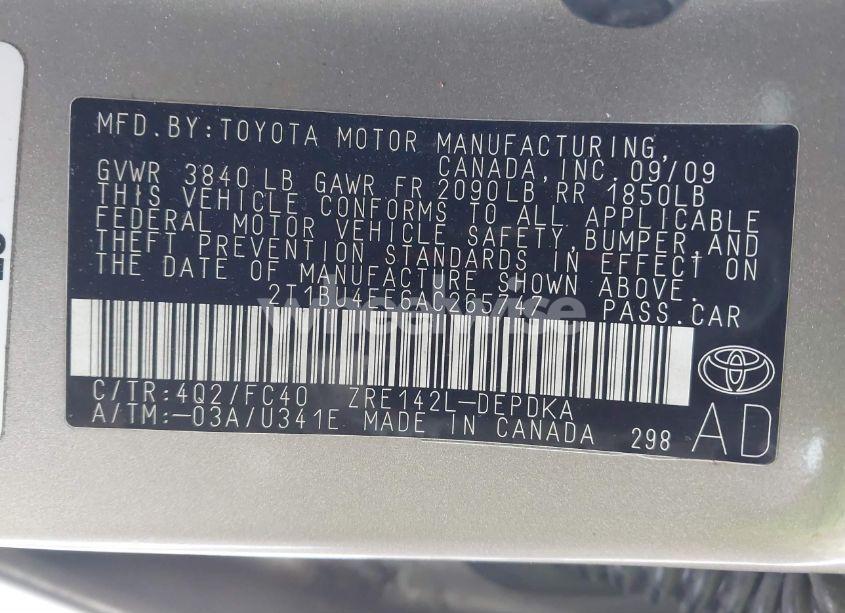 MFD.BY:TOYOTA MOTOR MANUFACTURING,
CANADA,INC. 09/09
GVWR 3840 LB GAWR FR 2090LB RR 1850LB
THIS VEHICLE CONFORMS TO ALL APPLICABLE
FEDERAL MOTOR VEHICLE SAFETY,BUMPER,AND
THEFT PREVENTION STANDARDS IN EFFECT ON
THE DATE OF MANUFACTURE SHOWN ABOVE.
2T1BU4EE6AC265747 PASS.CAR
wheelwise
C/TR:4Q2/FC40 ZRE142L-DEPDKA
A/TM:-03A/U341E MADE IN CANADA 298 AD